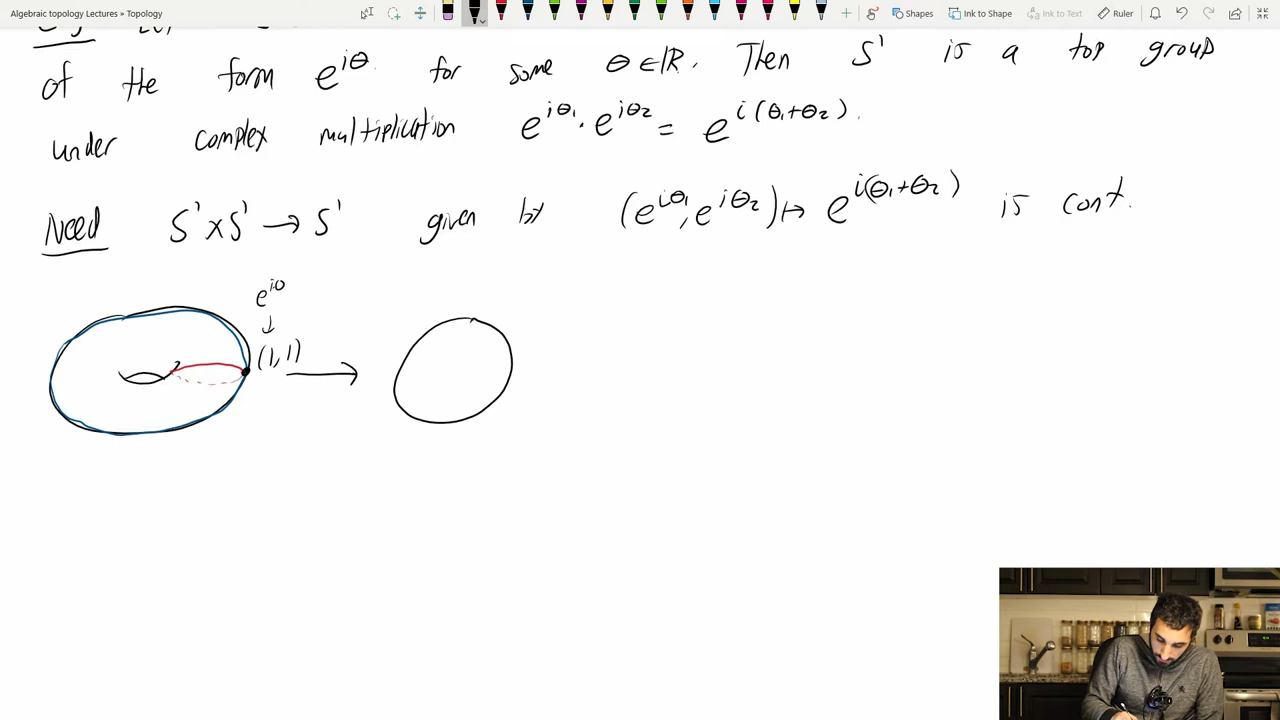 Algebraic topology Lectures » Topology
Shapes Ink to Shape Ink to Text Ruler
of the form e^{iθ} for some θ∈ℝ. Then S¹ is a top group
under complex multiplication e^{iθ₁}·e^{iθ₂} = e^{i(θ₁+θ₂)}.
Need S¹×S¹ → S¹ given by (e^{iθ₁}, e^{iθ₂}) ↦ e^{i(θ₁+θ₂)} is cont.
e^{i0}
↓
(1,1) →